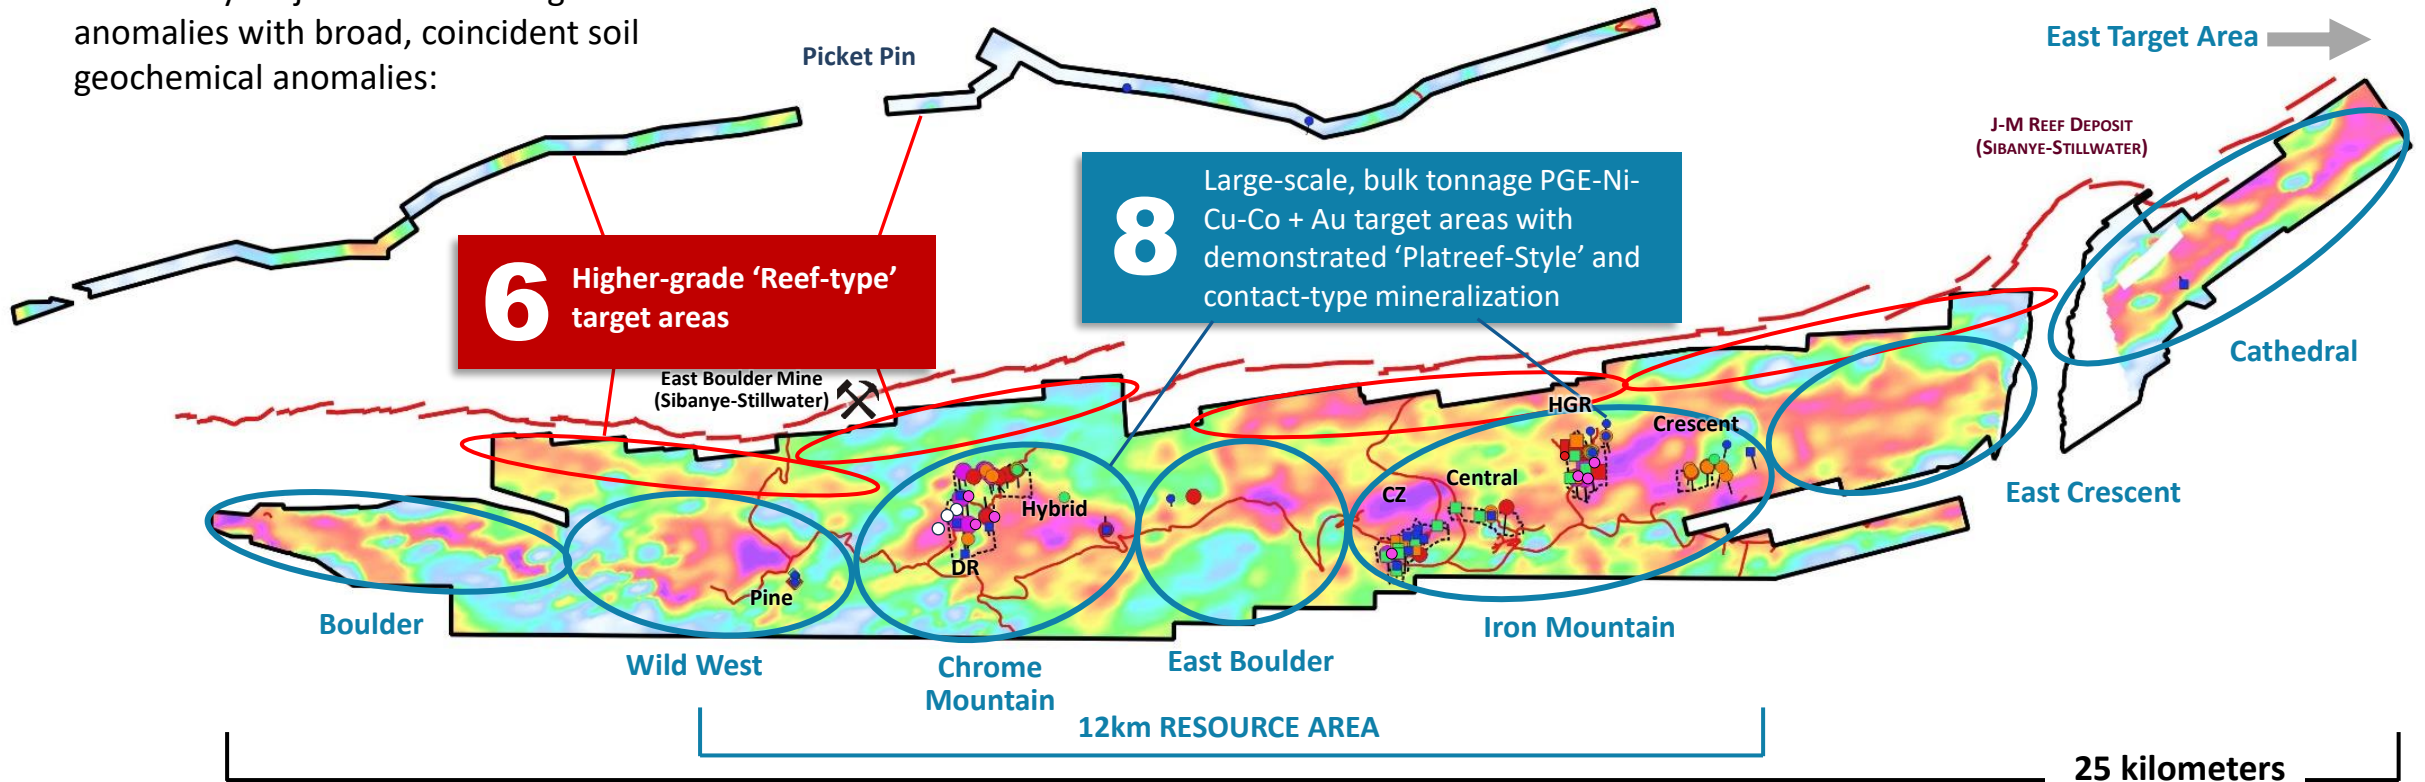 anomalies with broad, coincident soil
geochemical anomalies:
Picket Pin
East Target Area
J-M REEF DEPOSIT
(SIBANYE-STILLWATER)
6
Higher-grade ‘Reef-type’
target areas
8
Large-scale, bulk tonnage PGE-Ni-
Cu-Co + Au target areas with
demonstrated ‘Platreef-Style’ and
contact-type mineralization
East Boulder Mine
(Sibanye-Stillwater)
Cathedral
HGR
Crescent
Central
CZ
Hybrid
DR
Pine
East Crescent
Boulder
Wild West
Chrome
Mountain
East Boulder
Iron Mountain
12km RESOURCE AREA
25 kilometers